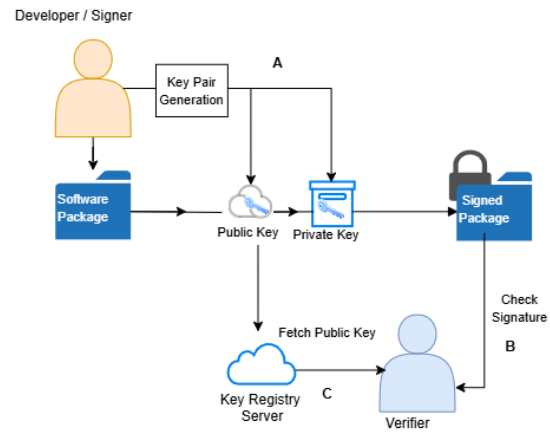 Developer / Signer
A
Key Pair
Generation
Software
Package
Public Key
Private Key
Signed
Package
Check
Signature
B
Fetch Public Key
C
Key Registry
Server
Verifier